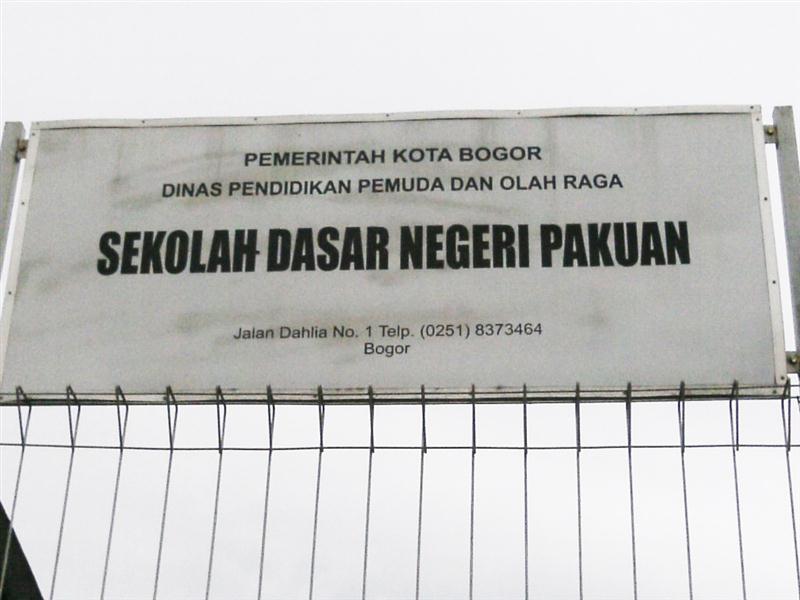 PEMERINTAH KOTA BOGOR
DINAS PENDIDIKAN PEMUDA DAN OLAH RAGA
SEKOLAH DASAR NEGERI PAKUAN
Jalan Dahlia No. 1 Telp. (0251) 8373464
Bogor